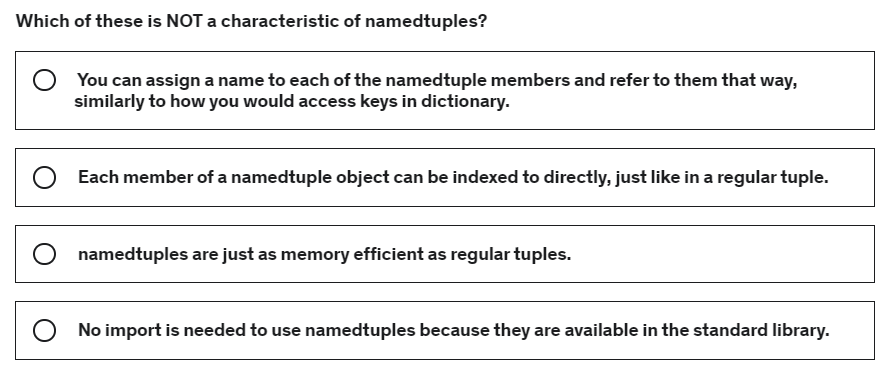 Which of these is NOT a characteristic of namedtuples?
You can assign a name to each of the namedtuple members and refer to them that way,
similarly to how you would access keys in dictionary.
Each member of a namedtuple object can be indexed to directly, just like in a regular tuple.
namedtuples are just as memory efficient as regular tuples.
No import is needed to use namedtuples because they are available in the standard library.